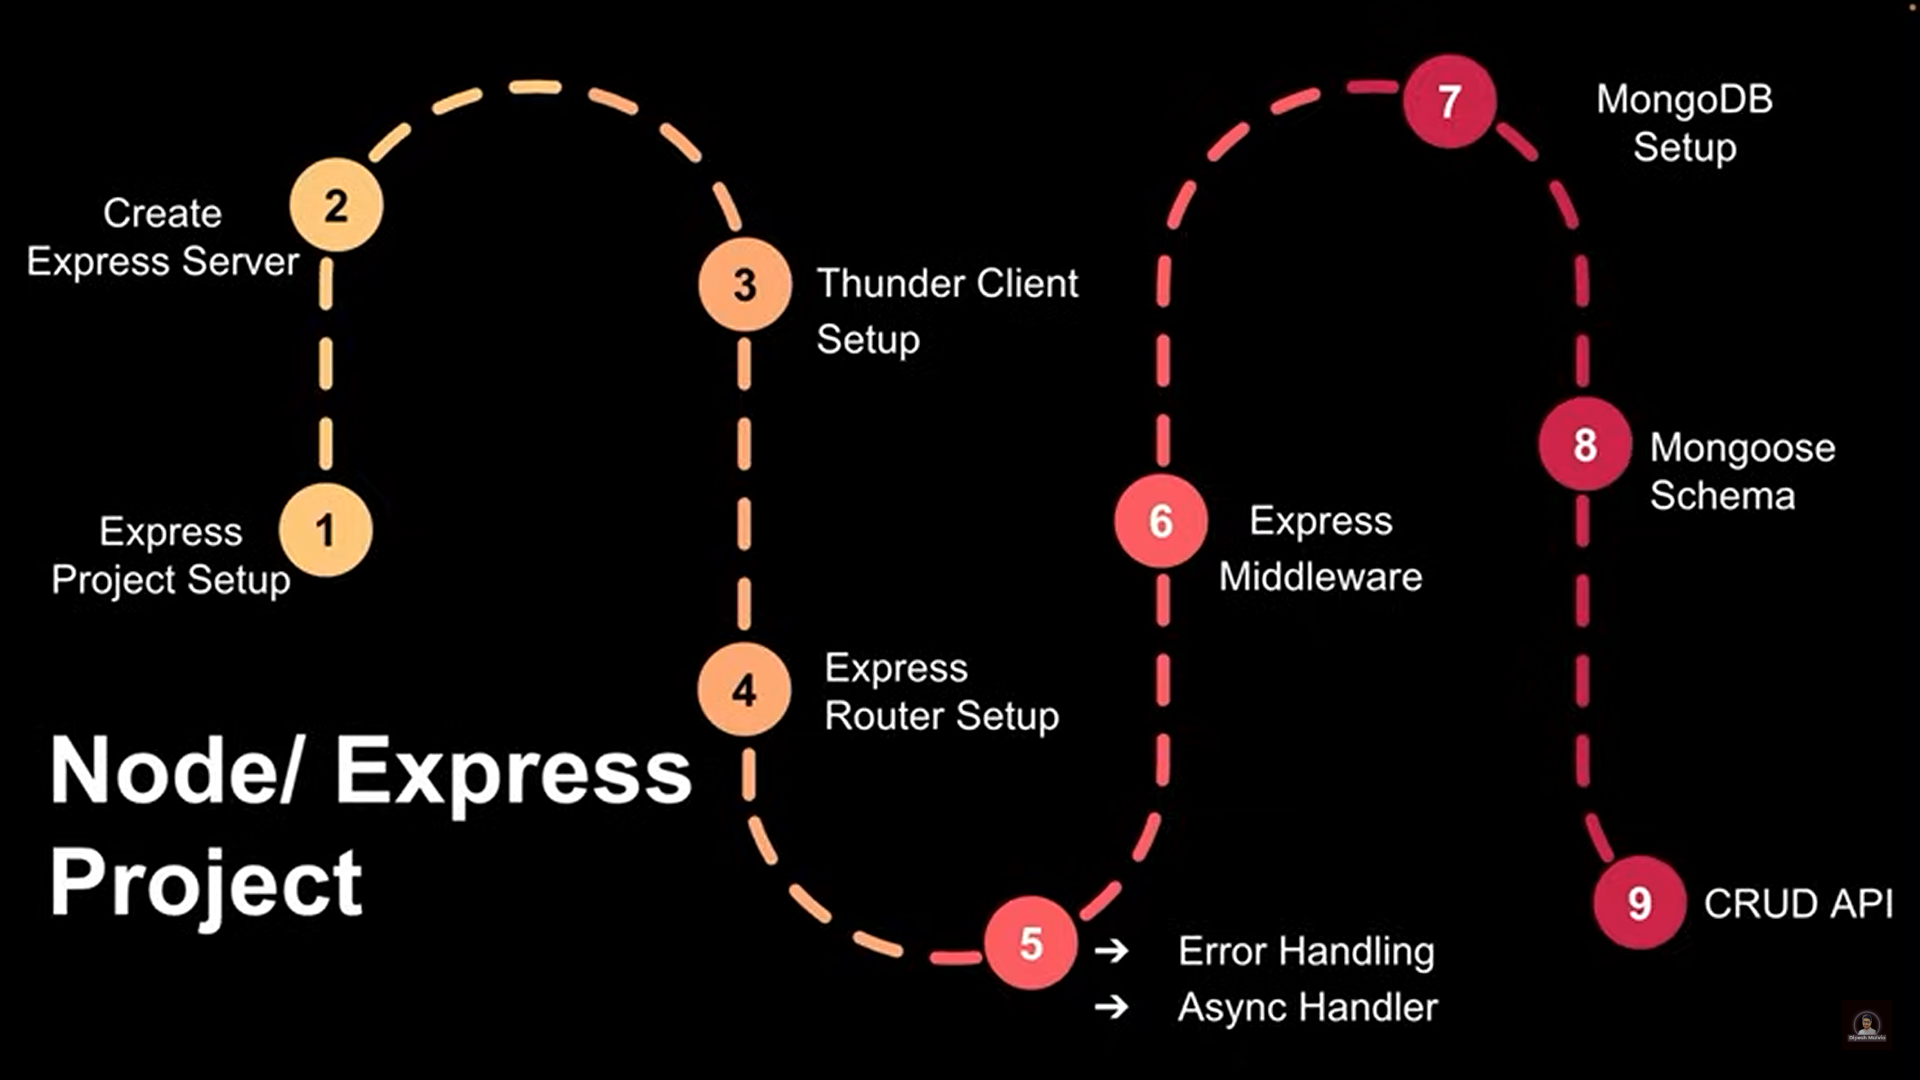 1
Express
Project Setup
2
Create
Express Server
3
Thunder Client
Setup
4
Express
Router Setup
5
→ Error Handling
→ Async Handler
6
Express
Middleware
7
MongoDB
Setup
8
Mongoose
Schema
9
CRUD API
Node/ Express
Project